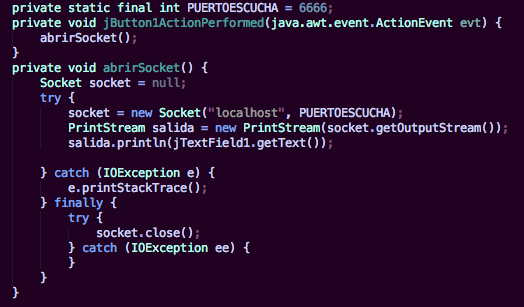 private static final int PUERTOESCUCHA = 6666;
private void jButton1ActionPerformed(java.awt.event.ActionEvent evt) {
    abrirSocket();
}
private void abrirSocket() {
    Socket socket = null;
    try {
        socket = new Socket("localhost", PUERTOESCUCHA);
        PrintStream salida = new PrintStream(socket.getOutputStream());
        salida.println(jTextField1.getText());

    } catch (IOException e) {
        e.printStackTrace();
    } finally {
        try {
            socket.close();
        } catch (IOException ee) {
        }
    }
}